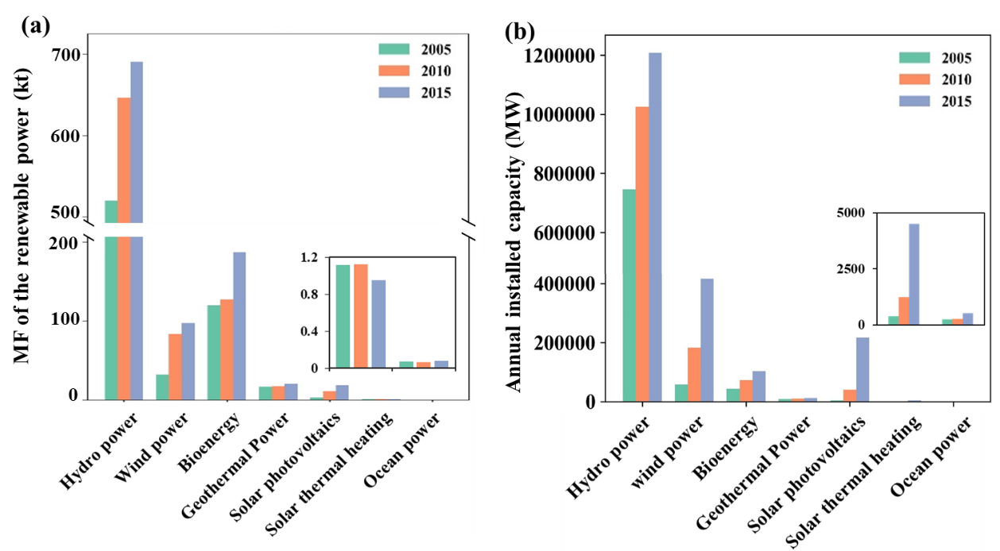 (a)
MF of the renewable power (kt)
700
600
500
200
100
0
2005
2010
2015
1.2
0.8
0.4
0
Hydro power
Wind power
Bioenergy
Geothermal Power
Solar photovoltaics
Solar thermal heating
Ocean power
(b)
Annual installed capacity (MW)
1200000
1000000
800000
600000
400000
200000
0
2005
2010
2015
5000
2500
0
Hydro power
wind power
Bioenergy
Geothermal Power
Solar photovoltaics
Solar thermal heating
Ocean power